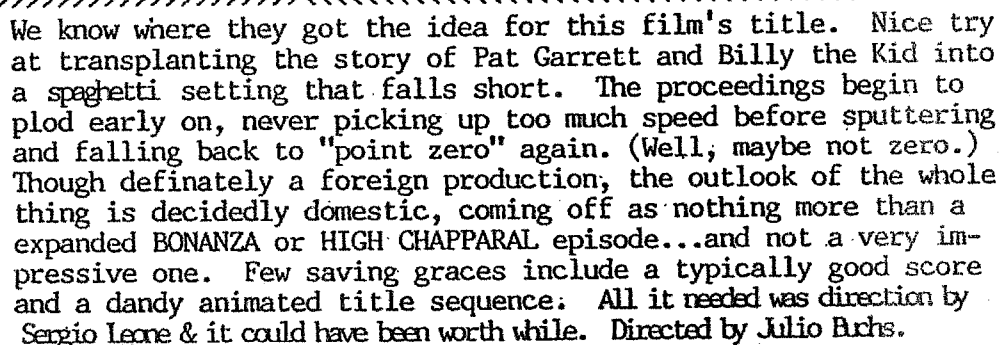 We know where they got the idea for this film's title. Nice try
at transplanting the story of Pat Garrett and Billy the Kid into
a spaghetti setting that falls short. The proceedings begin to
plod early on, never picking up too much speed before sputtering
and falling back to "point zero" again. (Well, maybe not zero.)
Though definately a foreign production, the outlook of the whole
thing is decidedly domestic, coming off as nothing more than a
expanded BONANZA or HIGH CHAPPARAL episode...and not a very im-
pressive one. Few saving graces include a typically good score
and a dandy animated title sequence. All it needed was direction by
Sergio Leone & it could have been worth while. Directed by Julio Buchs.